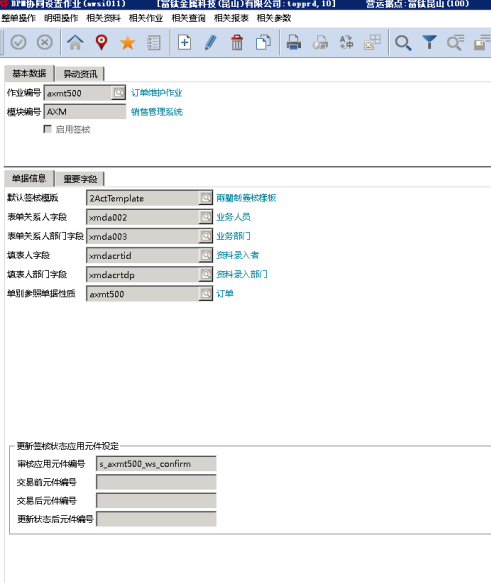 BPM协同设置作业(awsi011) [富钛金属科技(昆山)有限公司:topprd,10] 营运据点:富钛昆山(100)
整单操作 明细操作 相关资料 相关作业 相关查询 相关报表 相关参数
基本数据 异动资讯
作业编号 axmt500 订单维护作业
模块编号 AXM 销售管理系统
启用签核
单据信息 重要字段
默认签核模版 2ActTemplate 兩關制簽核樣板
表单关系人字段 xmda002 业务人员
表单关系人部门字段 xmda003 业务部门
填表人字段 xmdacrtid 资料录入者
填表人部门字段 xmdacrtdp 资料录入部门
单别参照单据性质 axmt500 订单
更新签核状态应用元件设定
审核应用元件编号 s_axmt500_ws_confirm
交易前元件编号
交易后元件编号
更新状态后元件编号